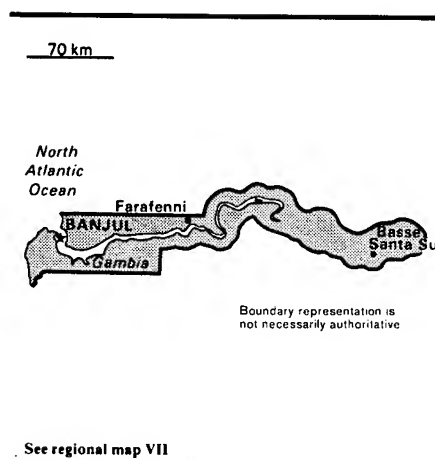 70 km
North
Atlantic
Ocean
Farafenni
BANJUL
Basse
Santa Su
Gambia
Boundary representation is
not necessarily authoritative
See regional map VII